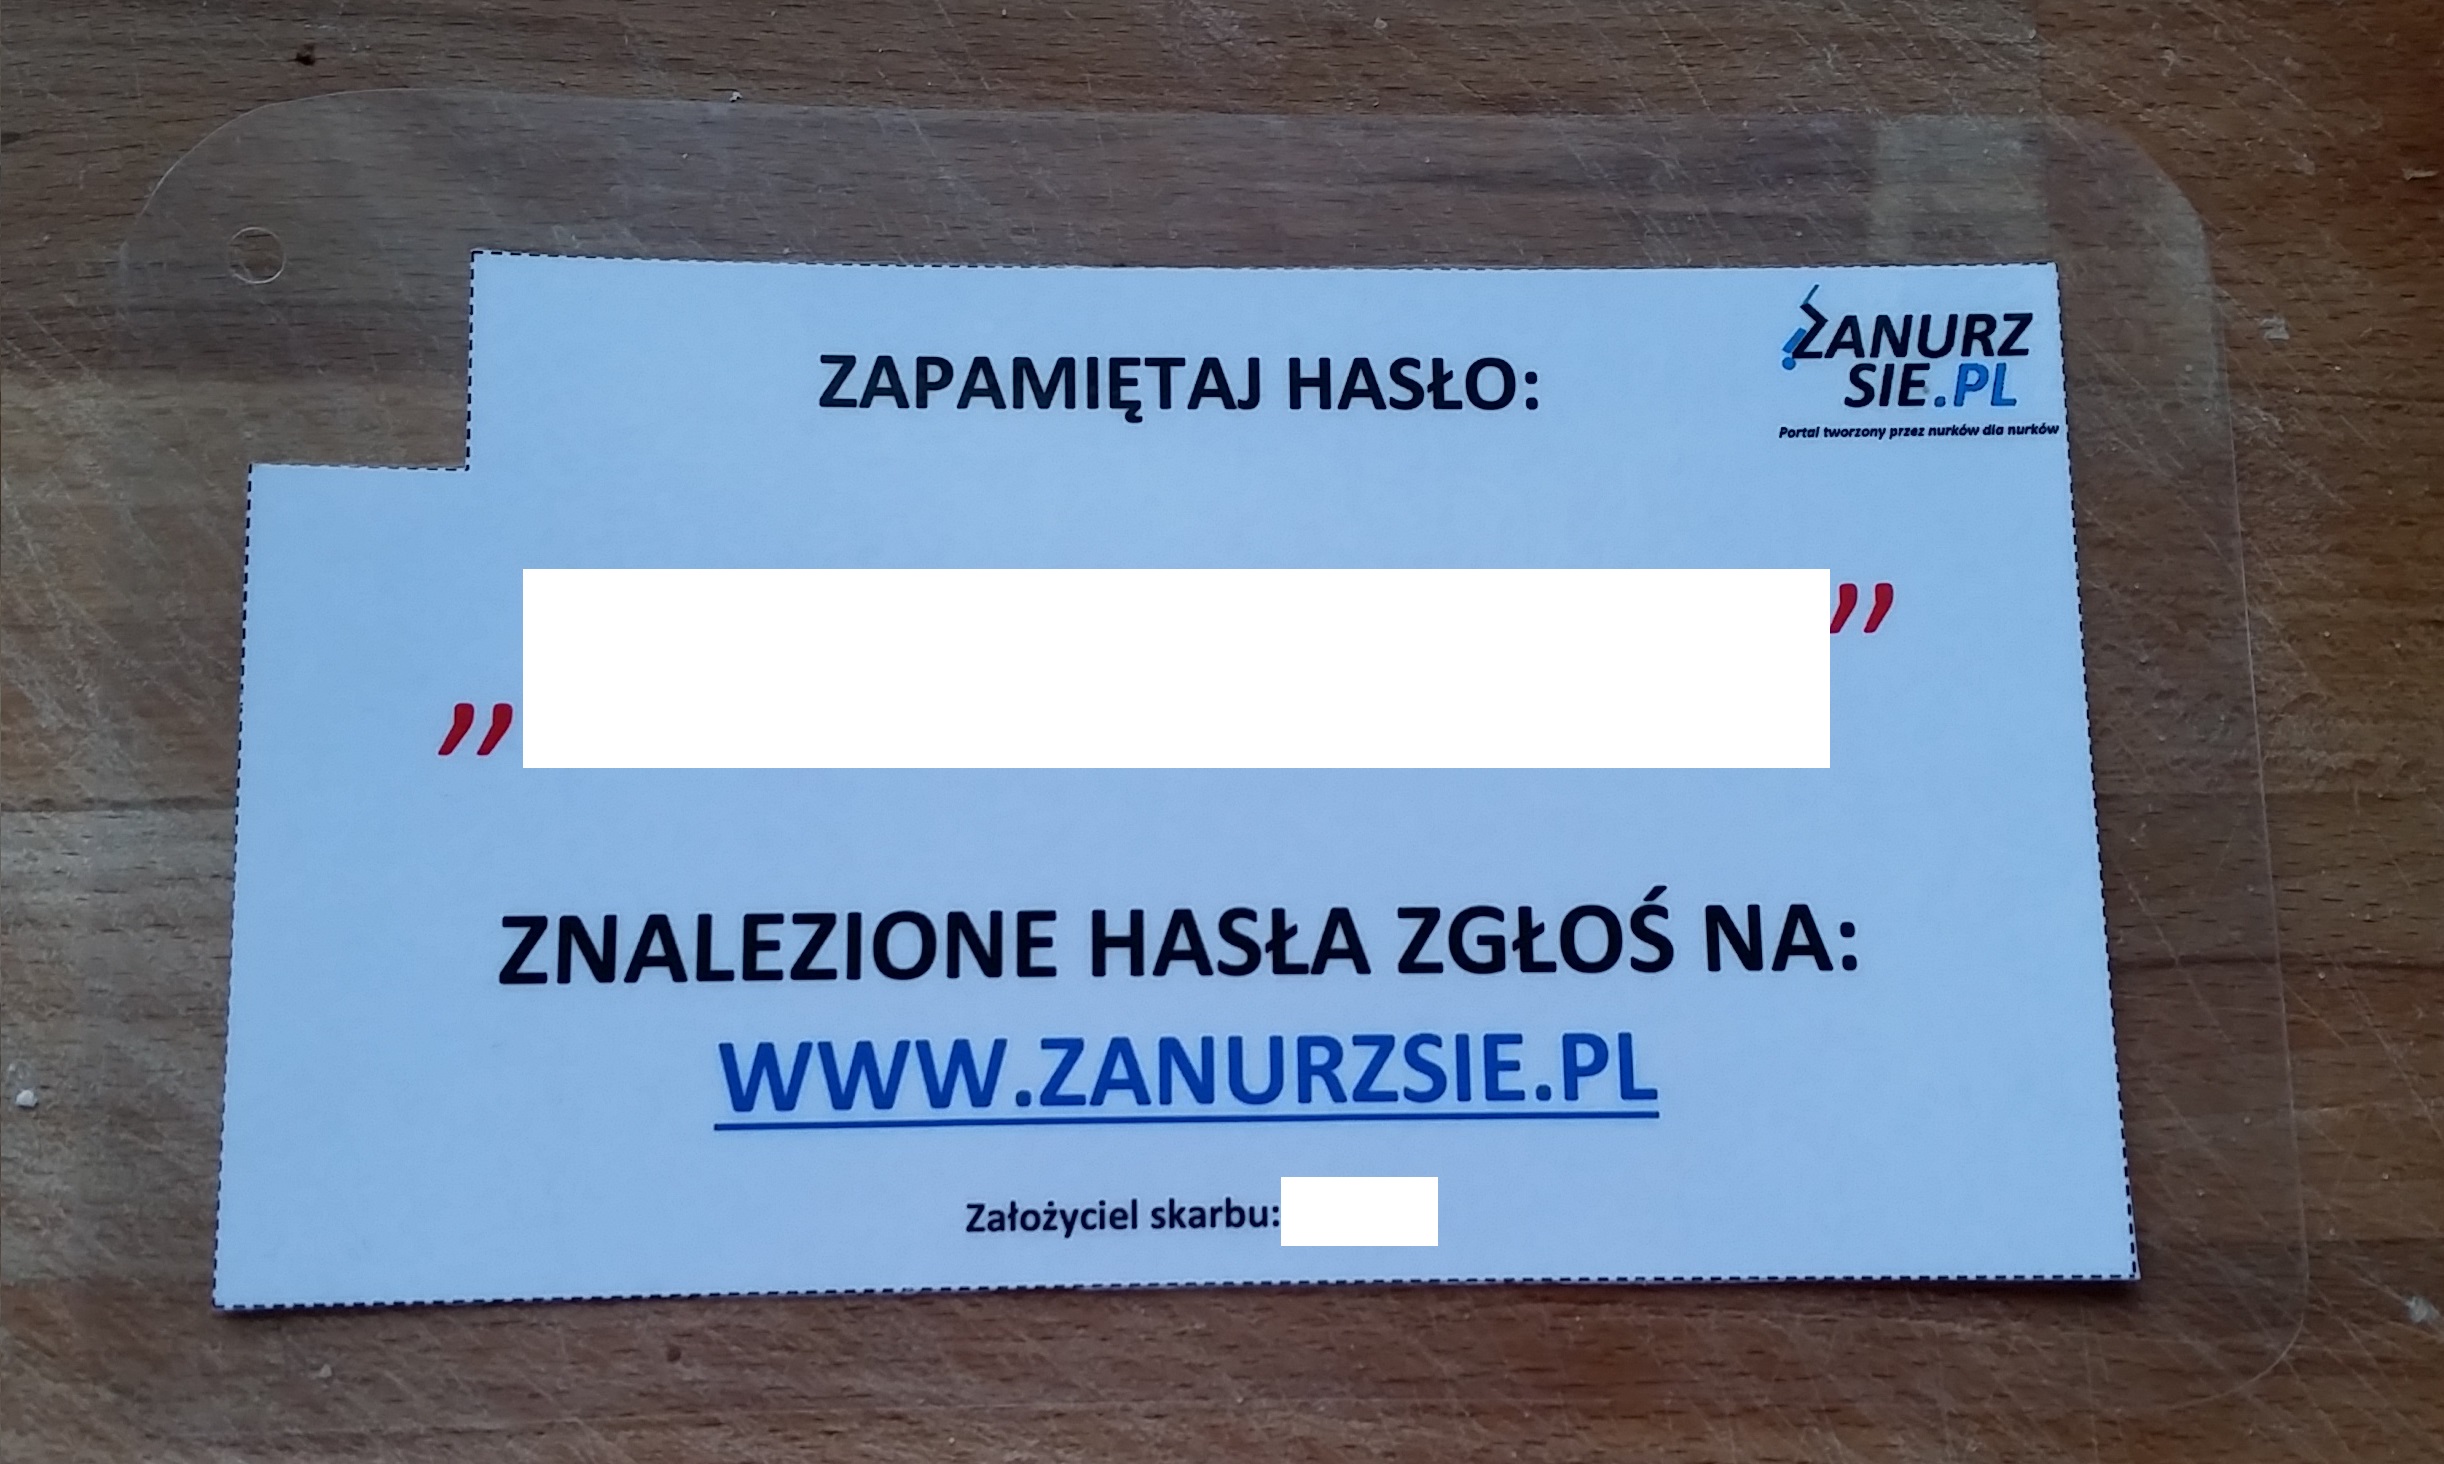 ZANURZ
SIE.PL
Portal tworzony przez nurków dla nurków
ZAPAMIĘTAJ HASŁO:
„ ”
ZNALEZIONE HASŁA ZGŁOŚ NA:
WWW.ZANURZSIE.PL
Założyciel skarbu: